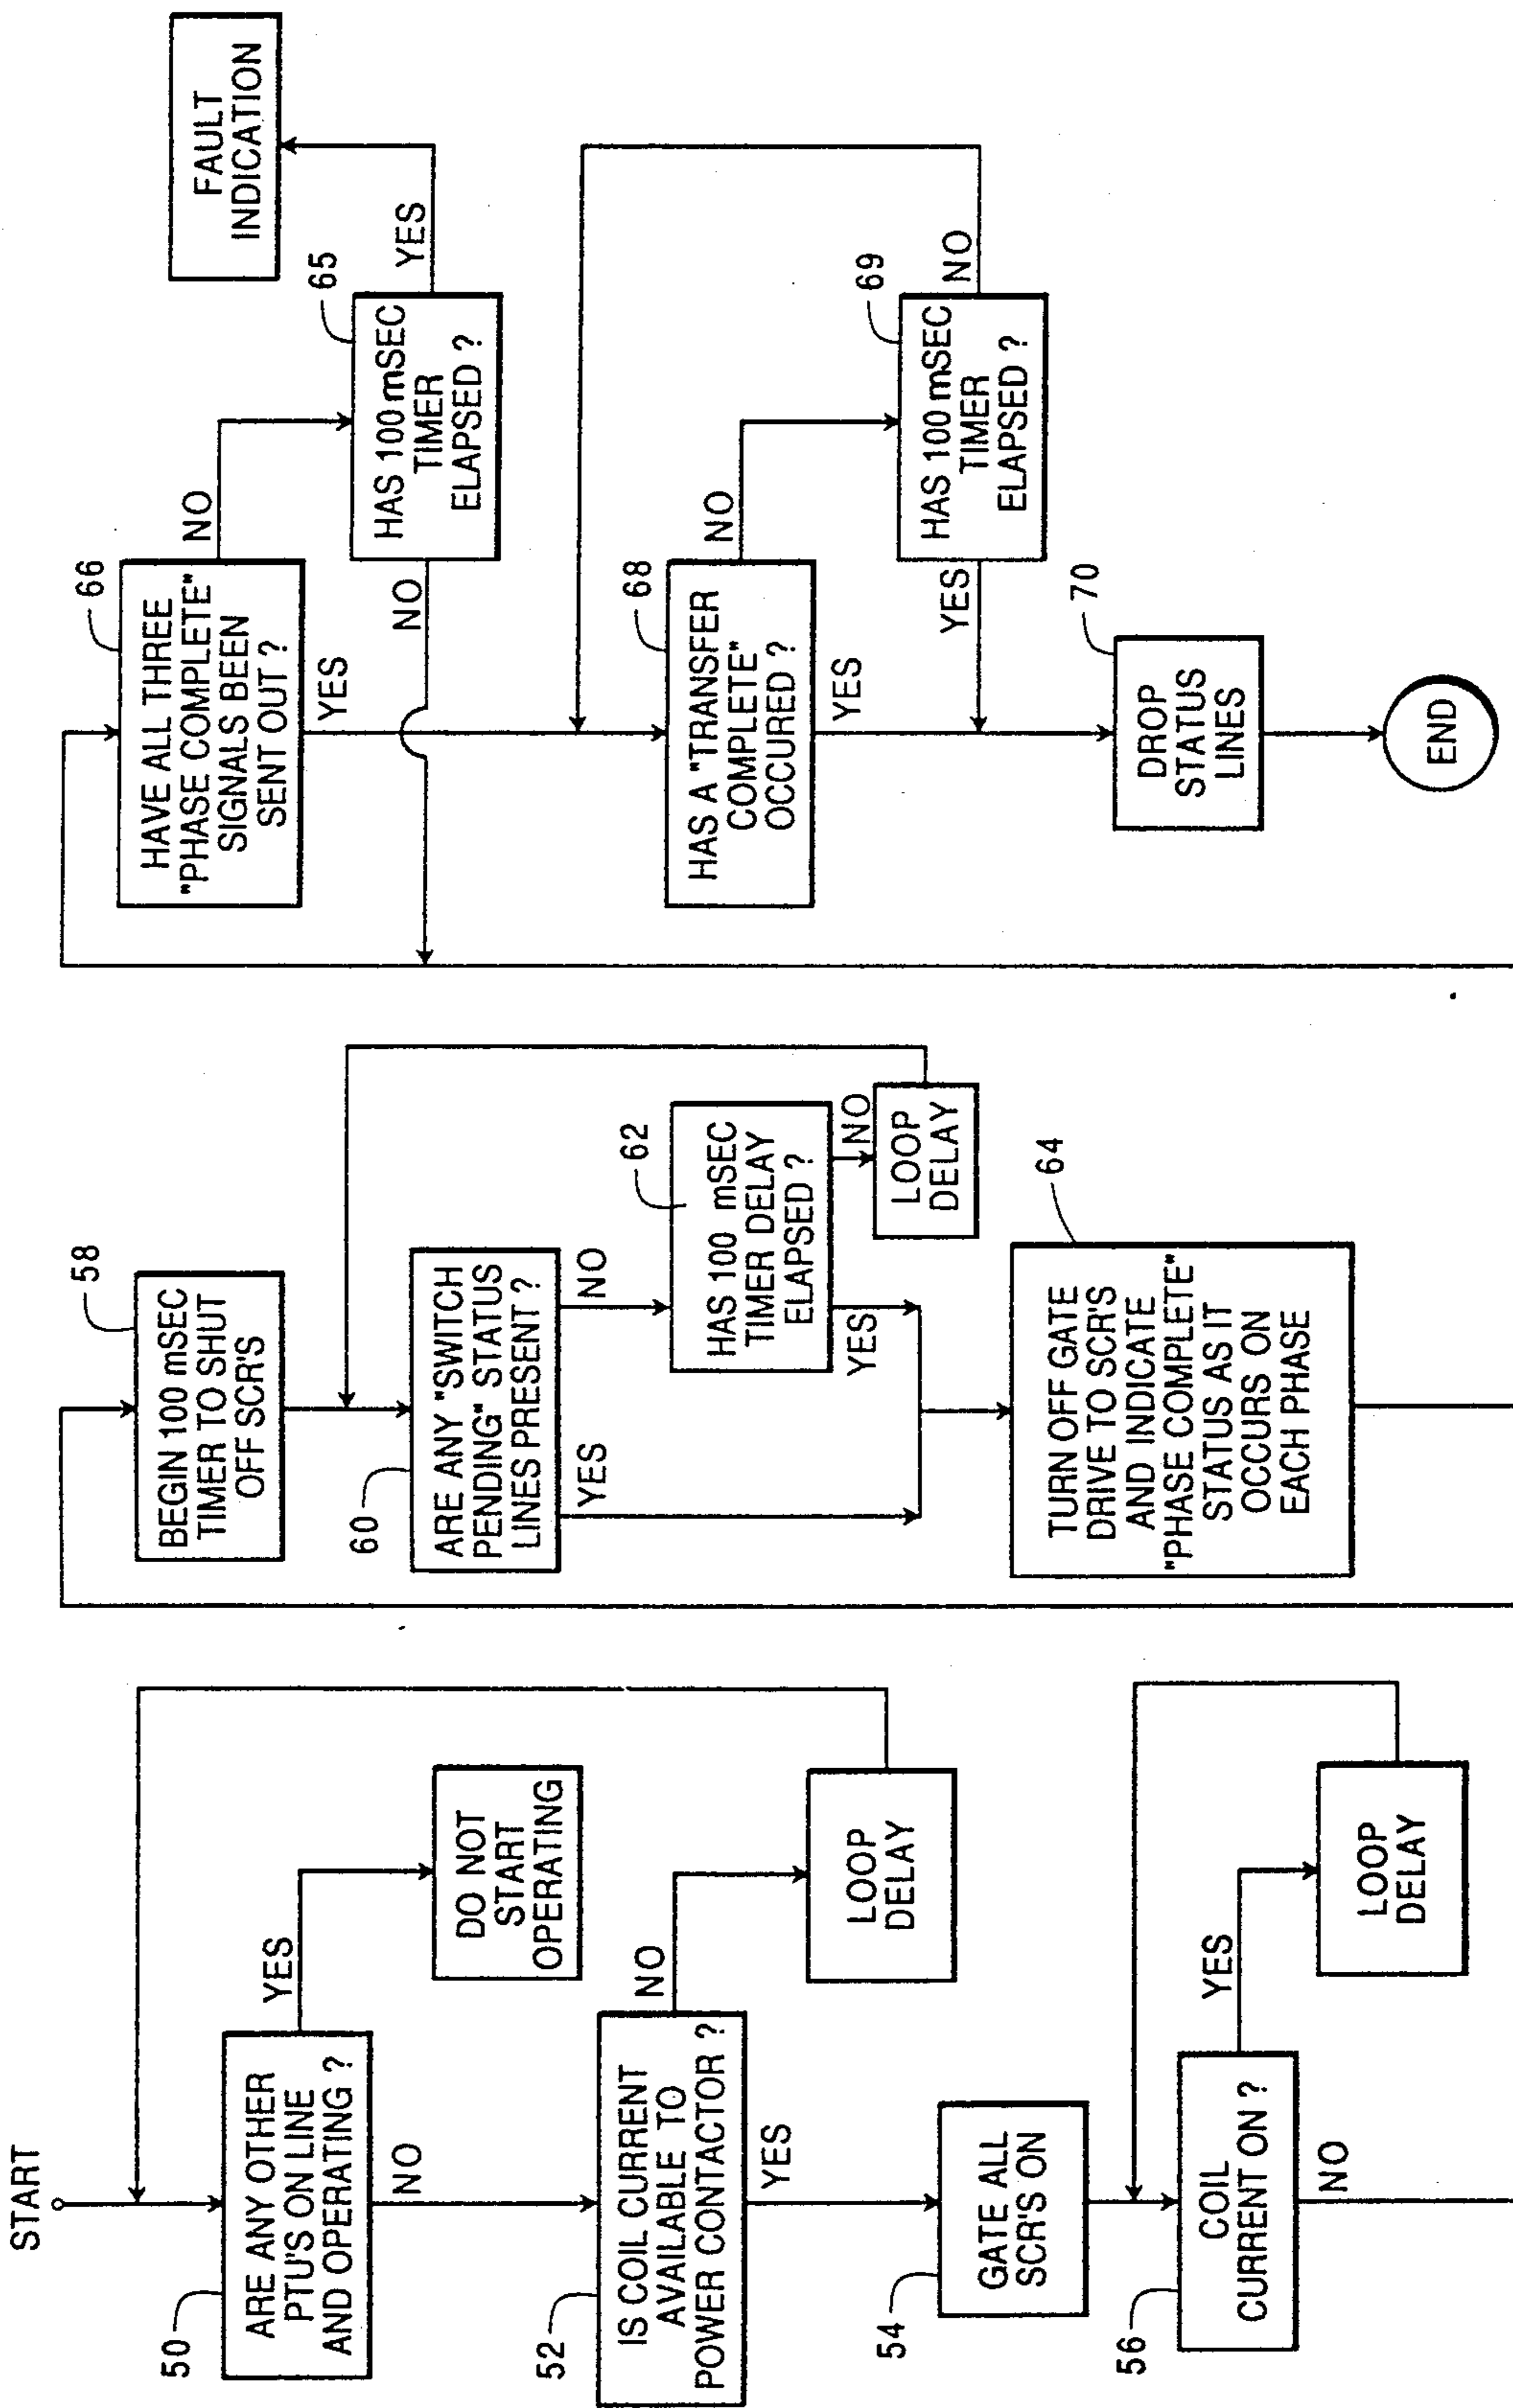 START
50
ARE ANY OTHER
PTU'S ON LINE
AND OPERATING ?
YES
DO NOT
START
OPERATING
NO
52
IS COIL CURRENT
AVAILABLE TO
POWER CONTACTOR ?
NO
LOOP
DELAY
YES
54
GATE ALL
SCR'S ON
56
COIL
CURRENT ON ?
YES
LOOP
DELAY
NO
58
BEGIN 100 mSEC
TIMER TO SHUT
OFF SCR'S
60
ARE ANY "SWITCH
PENDING" STATUS
LINES PRESENT ?
NO
YES
62
HAS 100 mSEC
TIMER DELAY
ELAPSED ?
NO
LOOP
DELAY
YES
64
TURN OFF GATE
DRIVE TO SCR'S
AND INDICATE
"PHASE COMPLETE"
STATUS AS IT
OCCURS ON
EACH PHASE
66
HAVE ALL THREE
"PHASE COMPLETE"
SIGNALS BEEN
SENT OUT ?
NO
YES
65
HAS 100 mSEC
TIMER
ELAPSED ?
YES
NO
FAULT
INDICATION
68
HAS A "TRANSFER
COMPLETE"
OCCURED ?
NO
YES
69
HAS 100 mSEC
TIMER
ELAPSED ?
NO
YES
70
DROP
STATUS
LINES
END